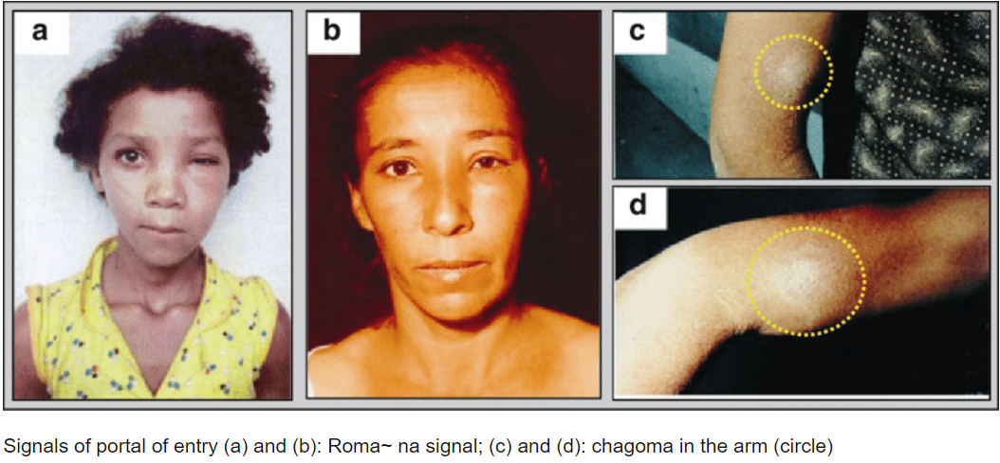 a
b
c
d
Signals of portal of entry (a) and (b): Roma~ na signal; (c) and (d): chagoma in the arm (circle)